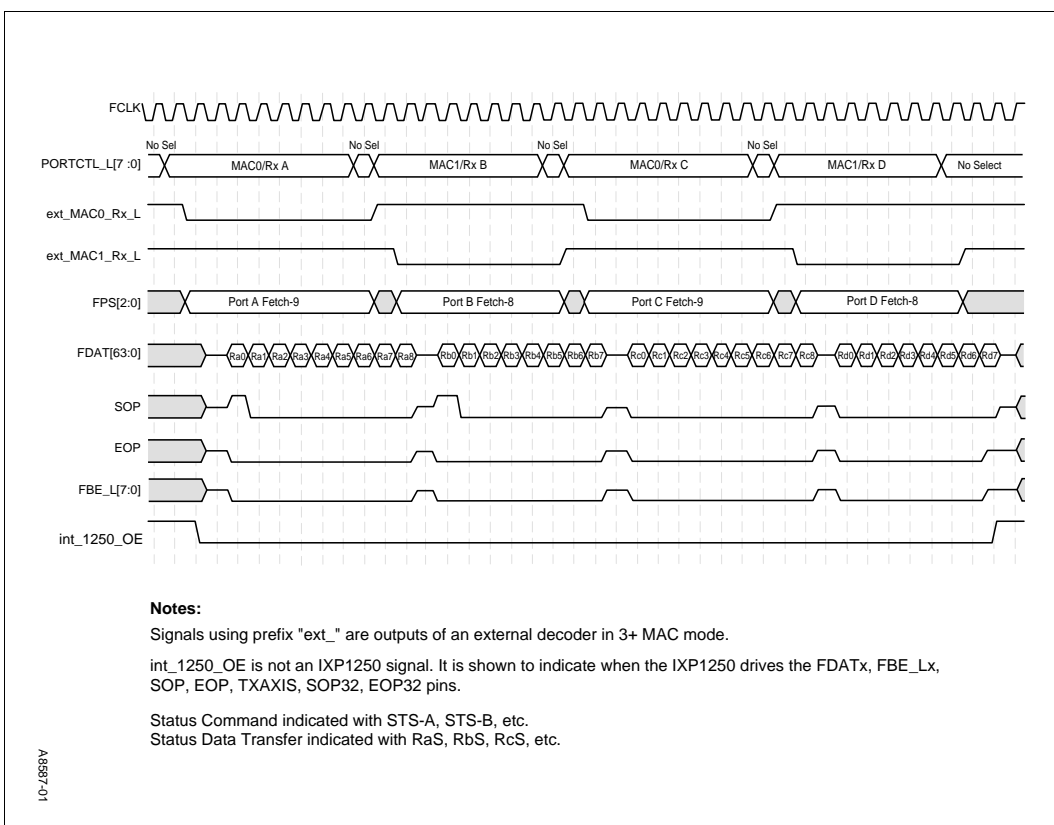 FCLK
No Sel No Sel No Sel No Sel
PORTCTL_L[7 :0] MAC0/Rx A MAC1/Rx B MAC0/Rx C MAC1/Rx D No Select
ext_MAC0_Rx_L
ext_MAC1_Rx_L
FPS[2:0] Port A Fetch-9 Port B Fetch-8 Port C Fetch-9 Port D Fetch-8
FDAT[63:0] Ra0 Ra1 Ra2 Ra3 Ra4 Ra5 Ra6 Ra7 Ra8 Rb0 Rb1 Rb2 Rb3 Rb4 Rb5 Rb6 Rb7 Rc0 Rc1 Rc2 Rc3 Rc4 Rc5 Rc6 Rc7 Rc8 Rd0 Rd1 Rd2 Rd3 Rd4 Rd5 Rd6 Rd7
SOP
EOP
FBE_L[7:0]
int_1250_OE
Notes:
Signals using prefix "ext_" are outputs of an external decoder in 3+ MAC mode.
int_1250_OE is not an IXP1250 signal. It is shown to indicate when the IXP1250 drives the FDATx, FBE_Lx,
SOP, EOP, TXAXIS, SOP32, EOP32 pins.
Status Command indicated with STS-A, STS-B, etc.
Status Data Transfer indicated with RaS, RbS, RcS, etc.
A8587-01